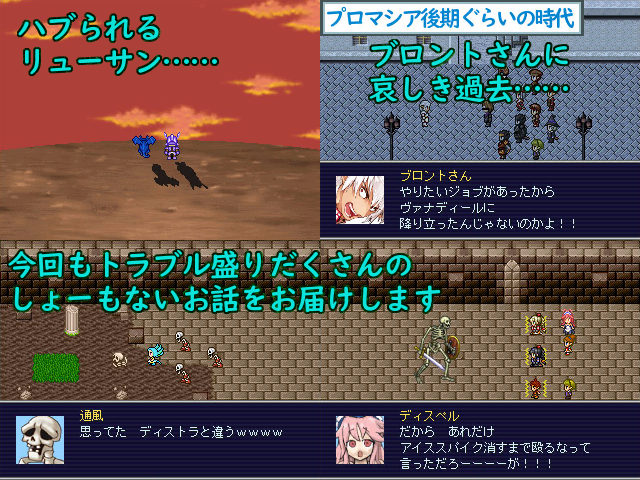 ハブられる
リューサン……
プロマシア後期ぐらいの時代
ブロントさんに
哀しき過去……
ブロントさん
やりたいジョブがあったから
ヴァナディールに
降り立ったんじゃないのかよ！！
今回もトラブル盛りだくさんの
しょーもないお話をお届けします
通風
思ってた　ディストラと違うｗｗｗｗ
ディスペル
だから　あれだけ
アイススパイク消すまで殴るなって
言っただろーーーーが！！！